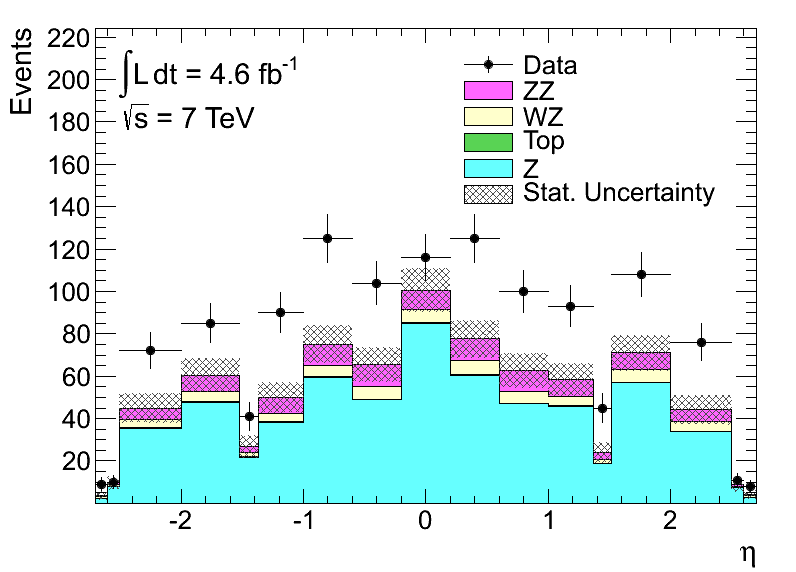 Events
220
200
180
160
140
120
100
80
60
40
20
∫L dt = 4.6 fb⁻¹
√s = 7 TeV
Data
ZZ
WZ
Top
Z
Stat. Uncertainty
-2 -1 0 1 2
η